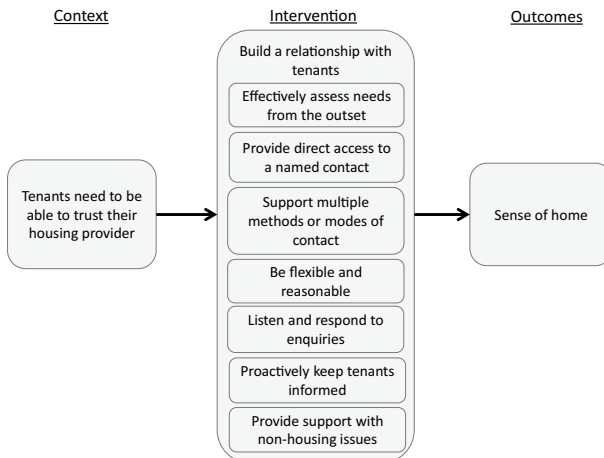 Context
Intervention
Outcomes
Build a relationship with
tenants
Effectively assess needs
from the outset
Provide direct access to
a named contact
Tenants need to be
able to trust their
housing provider
Support multiple
methods or modes of
contact
Sense of home
Be flexible and
reasonable
Listen and respond to
enquiries
Proactively keep tenants
informed
Provide support with
non-housing issues